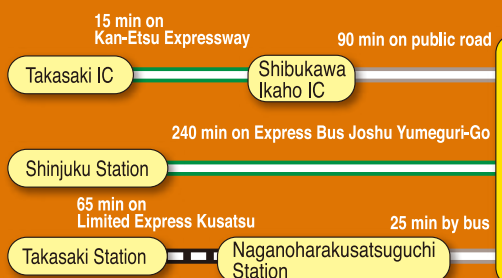 15 min on
Kan-Etsu Expressway
90 min on public road
Takasaki IC
Shibukawa
Ikaho IC
240 min on Express Bus Joshu Yumeguri-Go
Shinjuku Station
65 min on
Limited Express Kusatsu
25 min by bus
Takasaki Station
Naganoharakusatsuguchi
Station